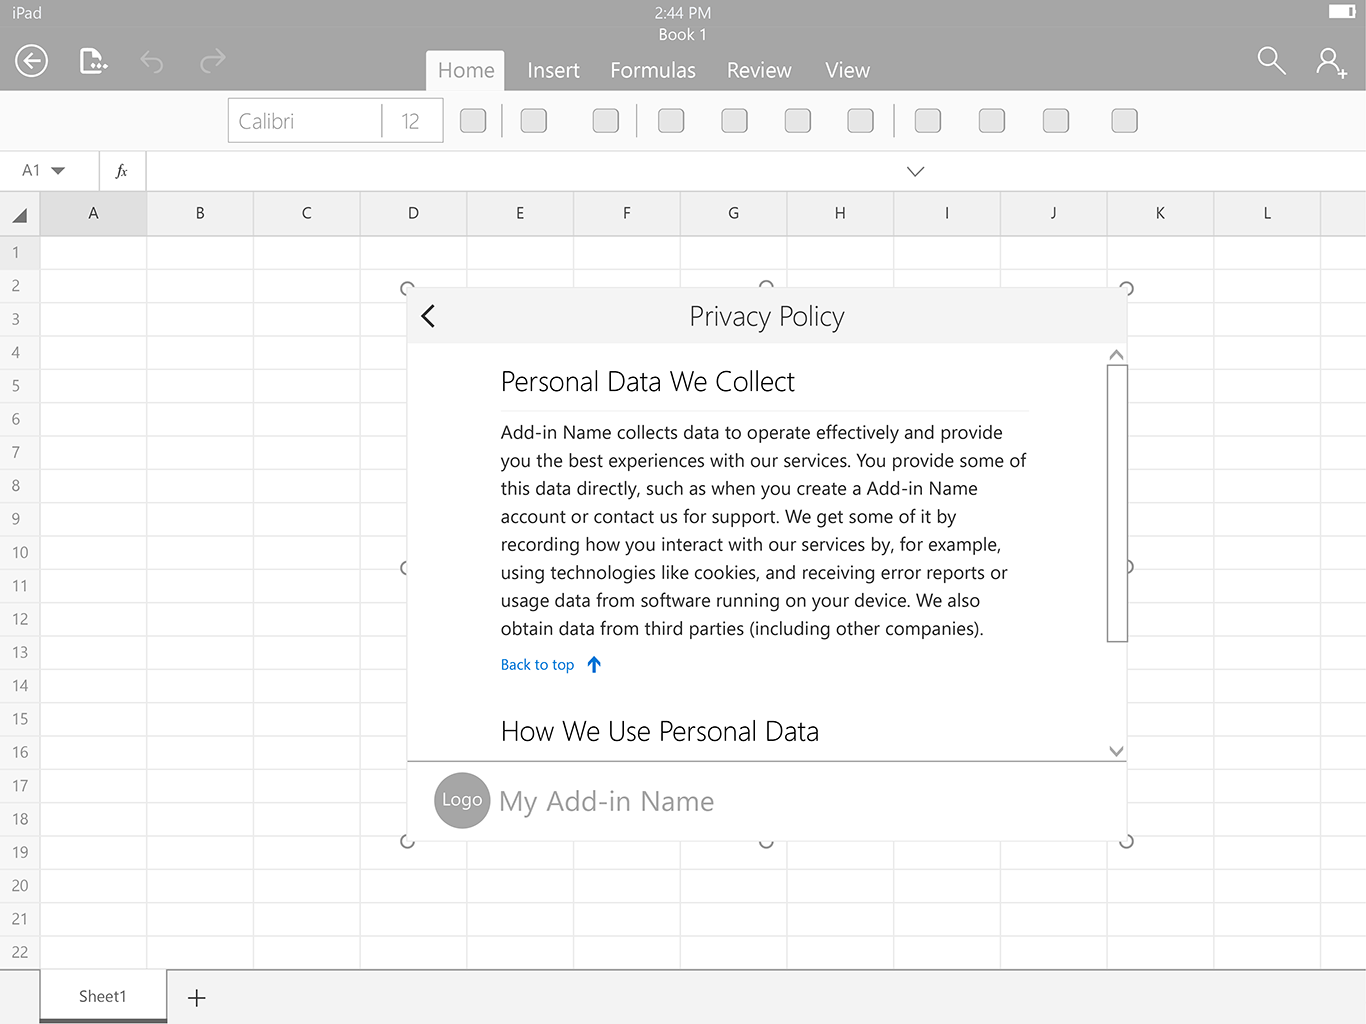 iPad
2:44 PM
Book 1
Home Insert Formulas Review View
Calibri 12
A1 fx
A B C D E F G H I J K L
1
2
3
4
5
6
7
8
9
10
11
12
13
14
15
16
17
18
19
20
21
22
Privacy Policy
Personal Data We Collect
Add-in Name collects data to operate effectively and provide
you the best experiences with our services. You provide some of
this data directly, such as when you create a Add-in Name
account or contact us for support. We get some of it by
recording how you interact with our services by, for example,
using technologies like cookies, and receiving error reports or
usage data from software running on your device. We also
obtain data from third parties (including other companies).
Back to top
How We Use Personal Data
Logo My Add-in Name
Sheet1